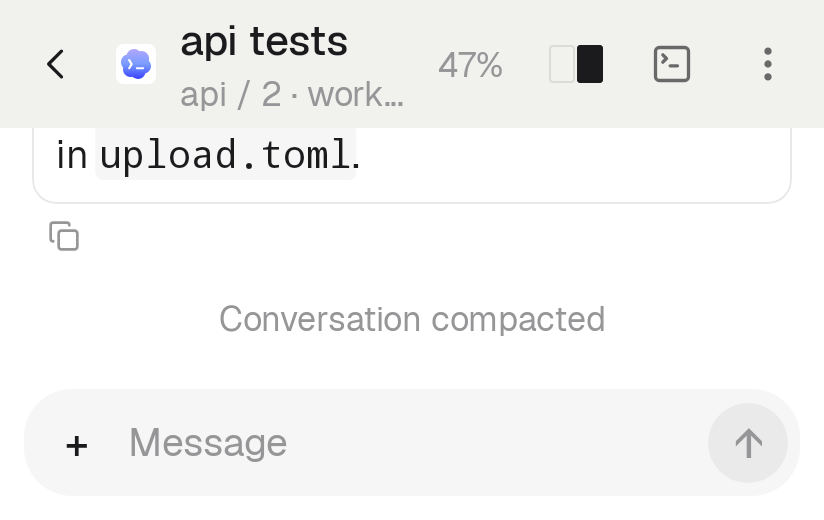 api tests
api / 2 · work...
47%
in upload.toml.
Conversation compacted
Message